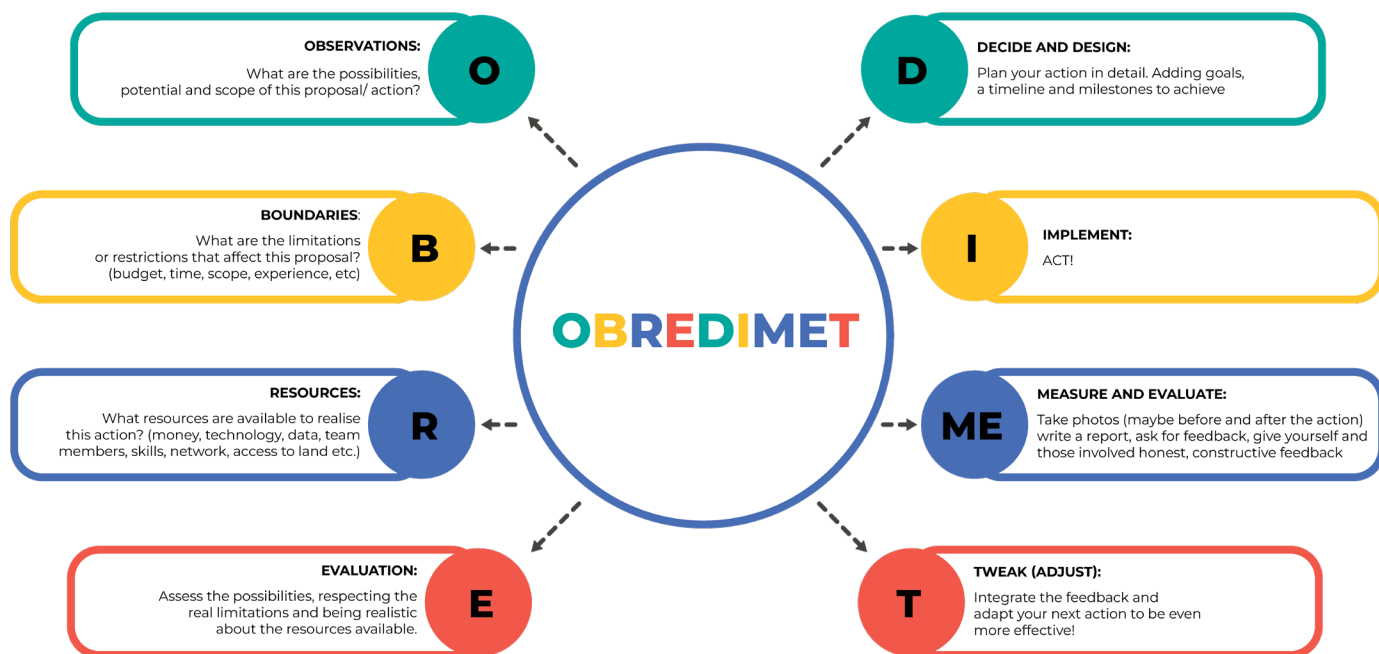 O
OBSERVATIONS:
What are the possibilities,
potential and scope of this proposal/ action?
B
BOUNDARIES:
What are the limitations
or restrictions that affect this proposal?
(budget, time, scope, experience, etc)
R
RESOURCES:
What resources are available to realise
this action? (money, technology, data, team
members, skills, network, access to land etc.)
E
EVALUATION:
Assess the possibilities, respecting the
real limitations and being realistic
about the resources available.
OBREDIMET
D
DECIDE AND DESIGN:
Plan your action in detail. Adding goals,
a timeline and milestones to achieve
I
IMPLEMENT:
ACT!
ME
MEASURE AND EVALUATE:
Take photos (maybe before and after the action)
write a report, ask for feedback, give yourself and
those involved honest, constructive feedback
T
TWEAK (ADJUST):
Integrate the feedback and
adapt your next action to be even
more effective!